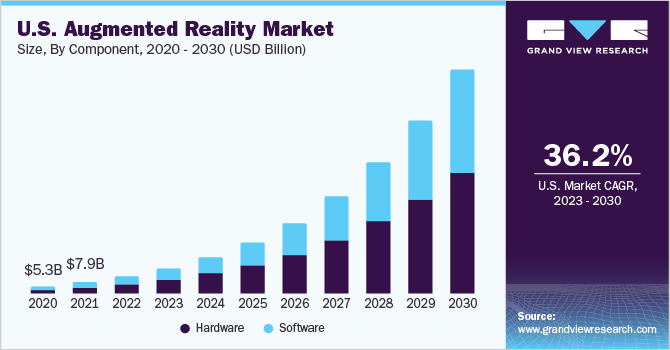 U.S. Augmented Reality Market
Size, By Component, 2020 - 2030 (USD Billion)
$5.3B
$7.9B
2020 2021 2022 2023 2024 2025 2026 2027 2028 2029 2030
Hardware Software
GRAND VIEW RESEARCH
36.2%
U.S. Market CAGR,
2023 - 2030
Source:
www.grandviewresearch.com